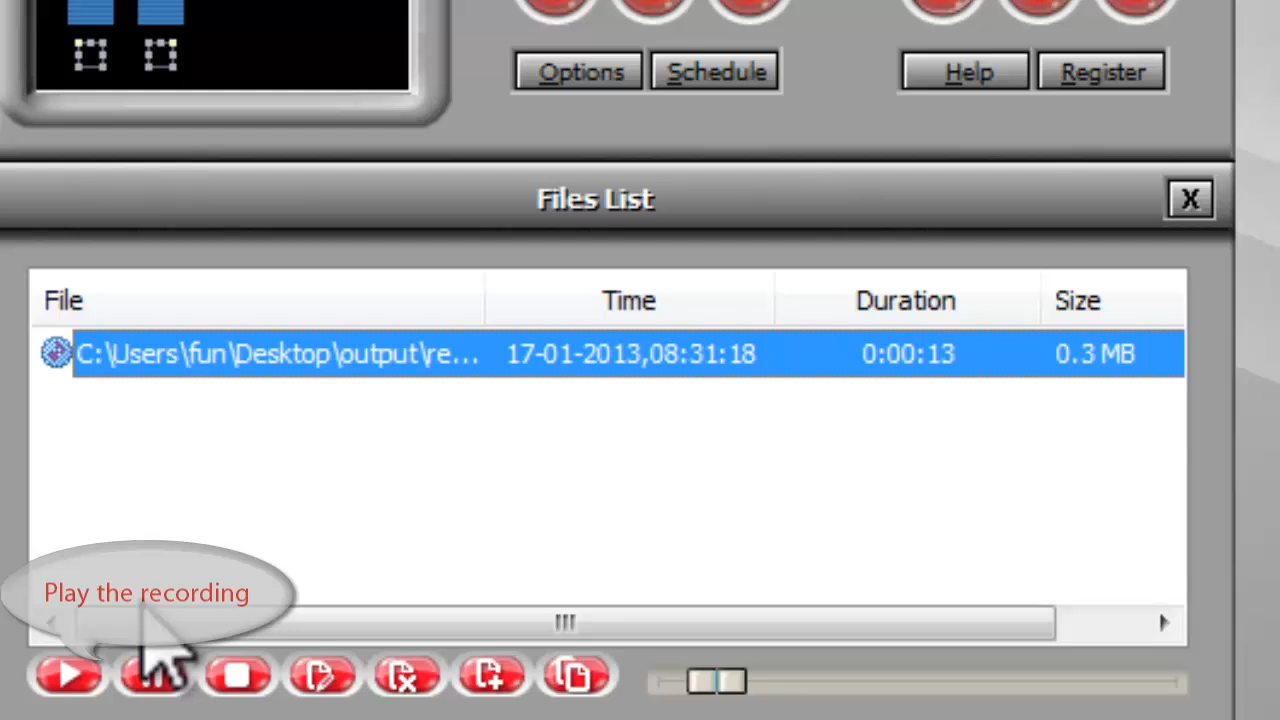 Options Schedule Help Register
Files List
X
File Time Duration Size
C:\Users\fun\Desktop\output\re... 17-01-2013,08:31:18 0:00:13 0.3 MB
Play the recording